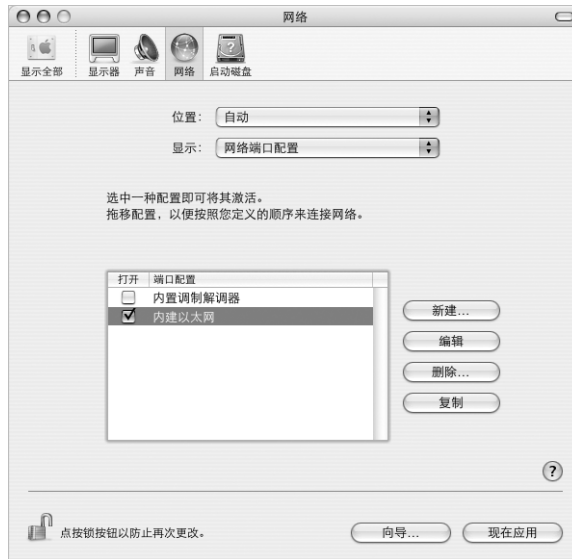 网络
显示全部 显示器 声音 网络 启动磁盘
位置： 自动
显示： 网络端口配置
选中一种配置即可将其激活。
拖移配置，以便按照您定义的顺序来连接网络。
打开 端口配置
内置调制解调器
内建以太网
新建...
编辑
删除...
复制
?
点按锁按钮以防止再次更改。
向导... 现在应用